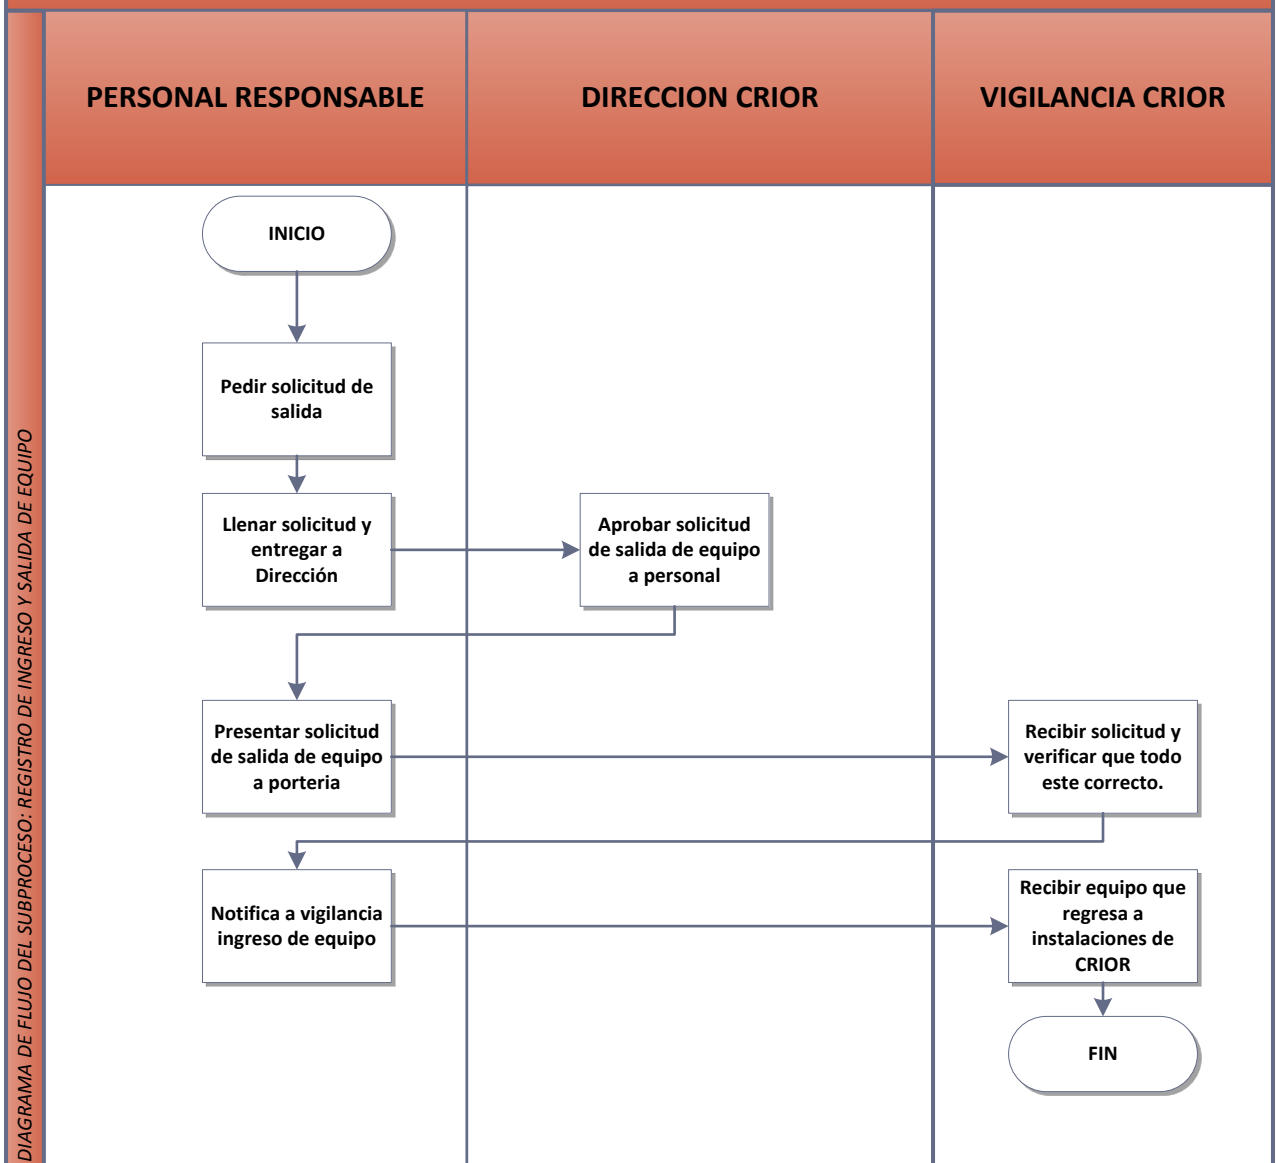 PERSONAL RESPONSABLE
DIRECCION CRIOR
VIGILANCIA CRIOR
DIAGRAMA DE FLUJO DEL SUBPROCESO: REGISTRO DE INGRESO Y SALIDA DE EQUIPO
INICIO
Pedir solicitud de
salida
Llenar solicitud y
entregar a
Dirección
Aprobar solicitud
de salida de equipo
a personal
Presentar solicitud
de salida de equipo
a porteria
Recibir solicitud y
verificar que todo
este correcto.
Notifica a vigilancia
ingreso de equipo
Recibir equipo que
regresa a
instalaciones de
CRIOR
FIN